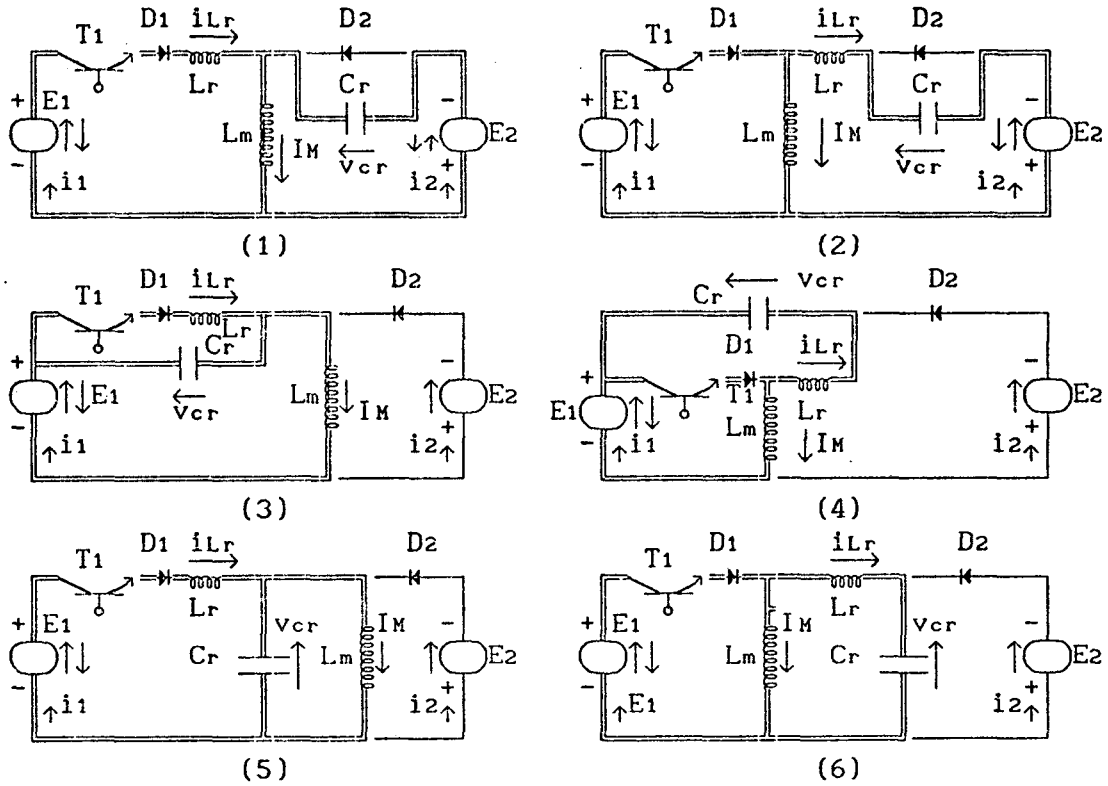 D1 iLr D2
T1
+ E1 Lr Cr -
Lm IM E2
- vcr +
i1 i2
(1)
D1 iLr D2
T1
+ E1 Lr Cr -
Lm IM E2
- vcr +
i1 i2
(2)
D1 iLr D2
T1
+ Lr -
Cr
E1 Lm E2
- vcr IM +
i1 i2
(3)
Cr vcr D2
D1 iLr
+ -
E1 T1 Lr E2
- i1 Lm IM +
i2
(4)
D1 iLr D2
T1
+ E1 Lr vcr IM -
Cr Lm E2
- +
i1 i2
(5)
D1 iLr D2
T1
+ E1 IM Lr vcr -
Lm Cr E2
- +
E1 i2
(6)